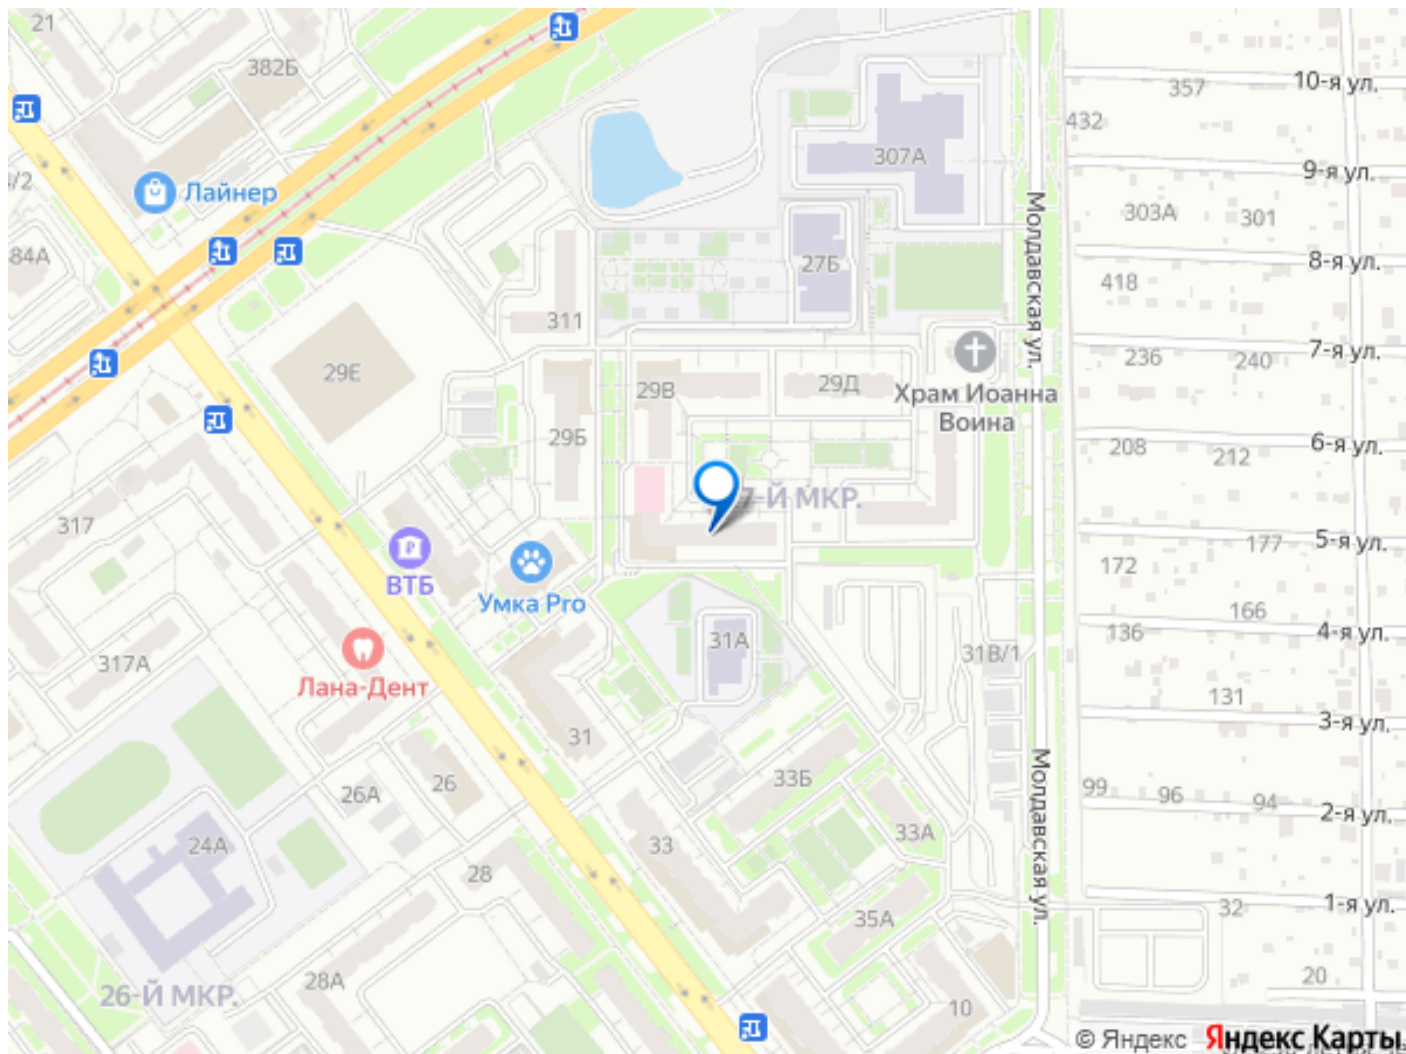 21
382Б
10-я ул.
357
432
307А
/2
Лайнер
9-я ул.
303А
301
Молдавская ул.
84А
27Б
8-я ул.
418
311
7-я ул.
236
240
29Е
29В
29Д
Храм Иоанна
Воина
29Б
6-я ул.
208
212
7-Й МКР.
317
177
5-я ул.
ВТБ
172
Умка Pro
166
136
4-я ул.
31А
31В/1
317А
Лана-Дент
131
3-я ул.
31
Молдавская ул.
26
33Б
26А
99
96
94
2-я ул.
24А
33
33А
28
32
1-я ул.
35А
28А
20
26-Й МКР.
10
© Яндекс Яндекс Карты